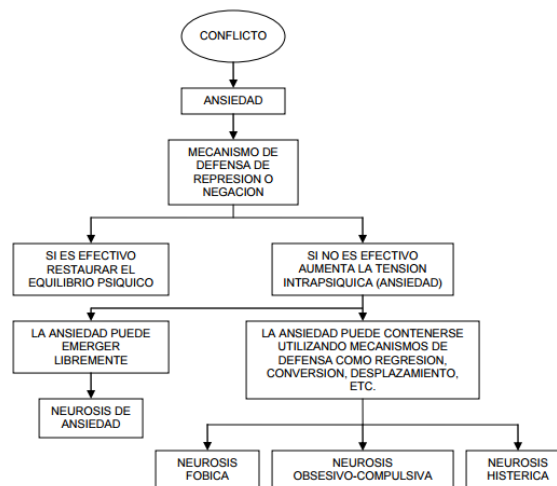 CONFLICTO
ANSIEDAD
MECANISMO DE
DEFENSA DE
REPRESION O
NEGACION
SI ES EFECTIVO
RESTAURAR EL
EQUILIBRIO PSIQUICO
SI NO ES EFECTIVO
AUMENTA LA TENSION
INTRAPSIQUICA (ANSIEDAD)
LA ANSIEDAD PUEDE
EMERGER
LIBREMENTE
LA ANSIEDAD PUEDE CONTENERSE
UTILIZANDO MECANISMOS DE
DEFENSA COMO REGRESION,
CONVERSION, DESPLAZAMIENTO,
ETC.
NEUROSIS DE
ANSIEDAD
NEUROSIS
FOBICA
NEUROSIS
OBSESIVO-COMPULSIVA
NEUROSIS
HISTERICA